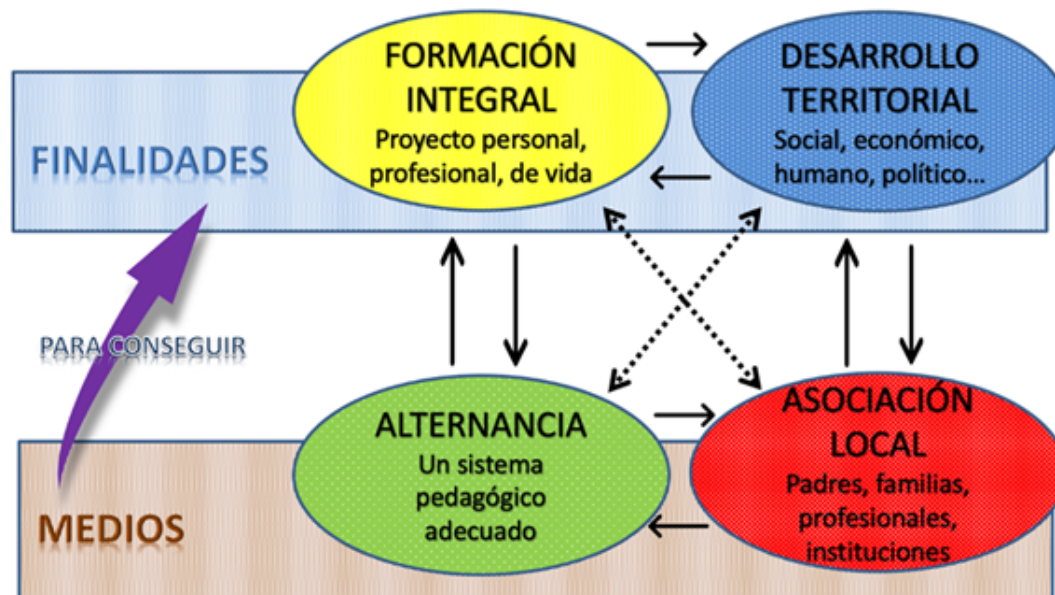 FORMACIÓN
INTEGRAL
Proyecto personal,
profesional, de vida
DESARROLLO
TERRITORIAL
Social, económico,
humano, político...
FINALIDADES
PARA CONSEGUIR
ALTERNANCIA
Un sistema
pedagógico
adecuado
ASOCIACIÓN
LOCAL
Padres, familias,
profesionales,
instituciones
MEDIOS